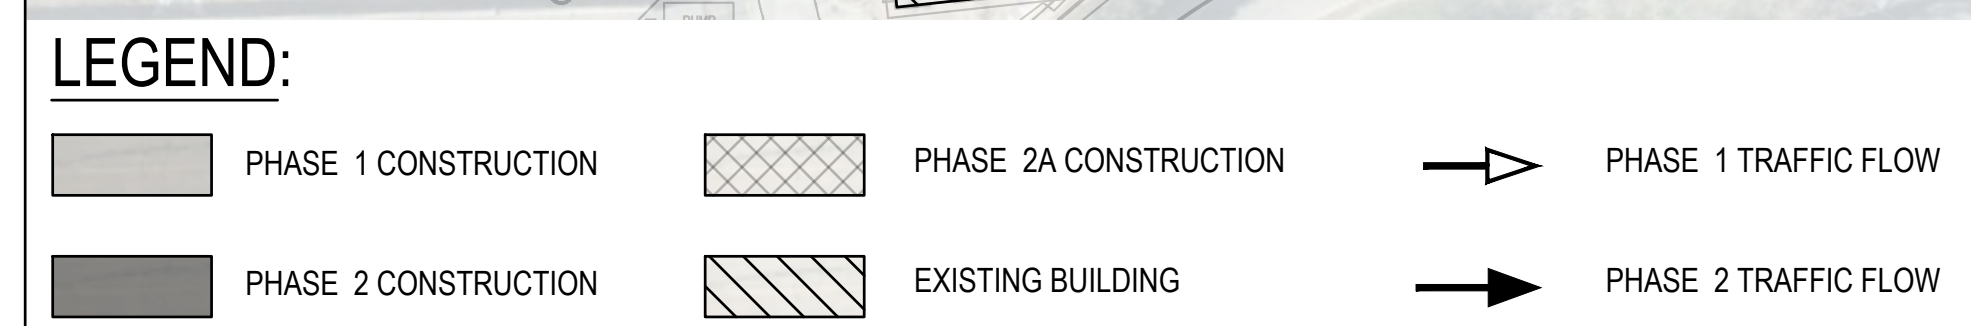 LEGEND:
PHASE 1 CONSTRUCTION
PHASE 2A CONSTRUCTION
PHASE 1 TRAFFIC FLOW
PHASE 2 CONSTRUCTION
EXISTING BUILDING
PHASE 2 TRAFFIC FLOW